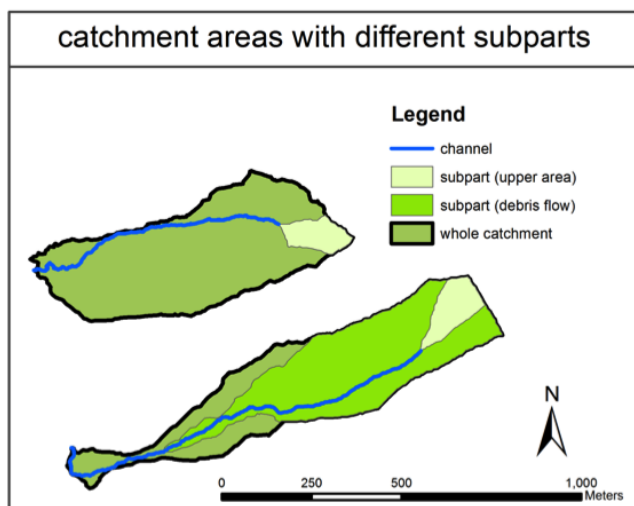 catchment areas with different subparts
Legend
channel
subpart (upper area)
subpart (debris flow)
whole catchment
N
0 250 500 1,000
Meters